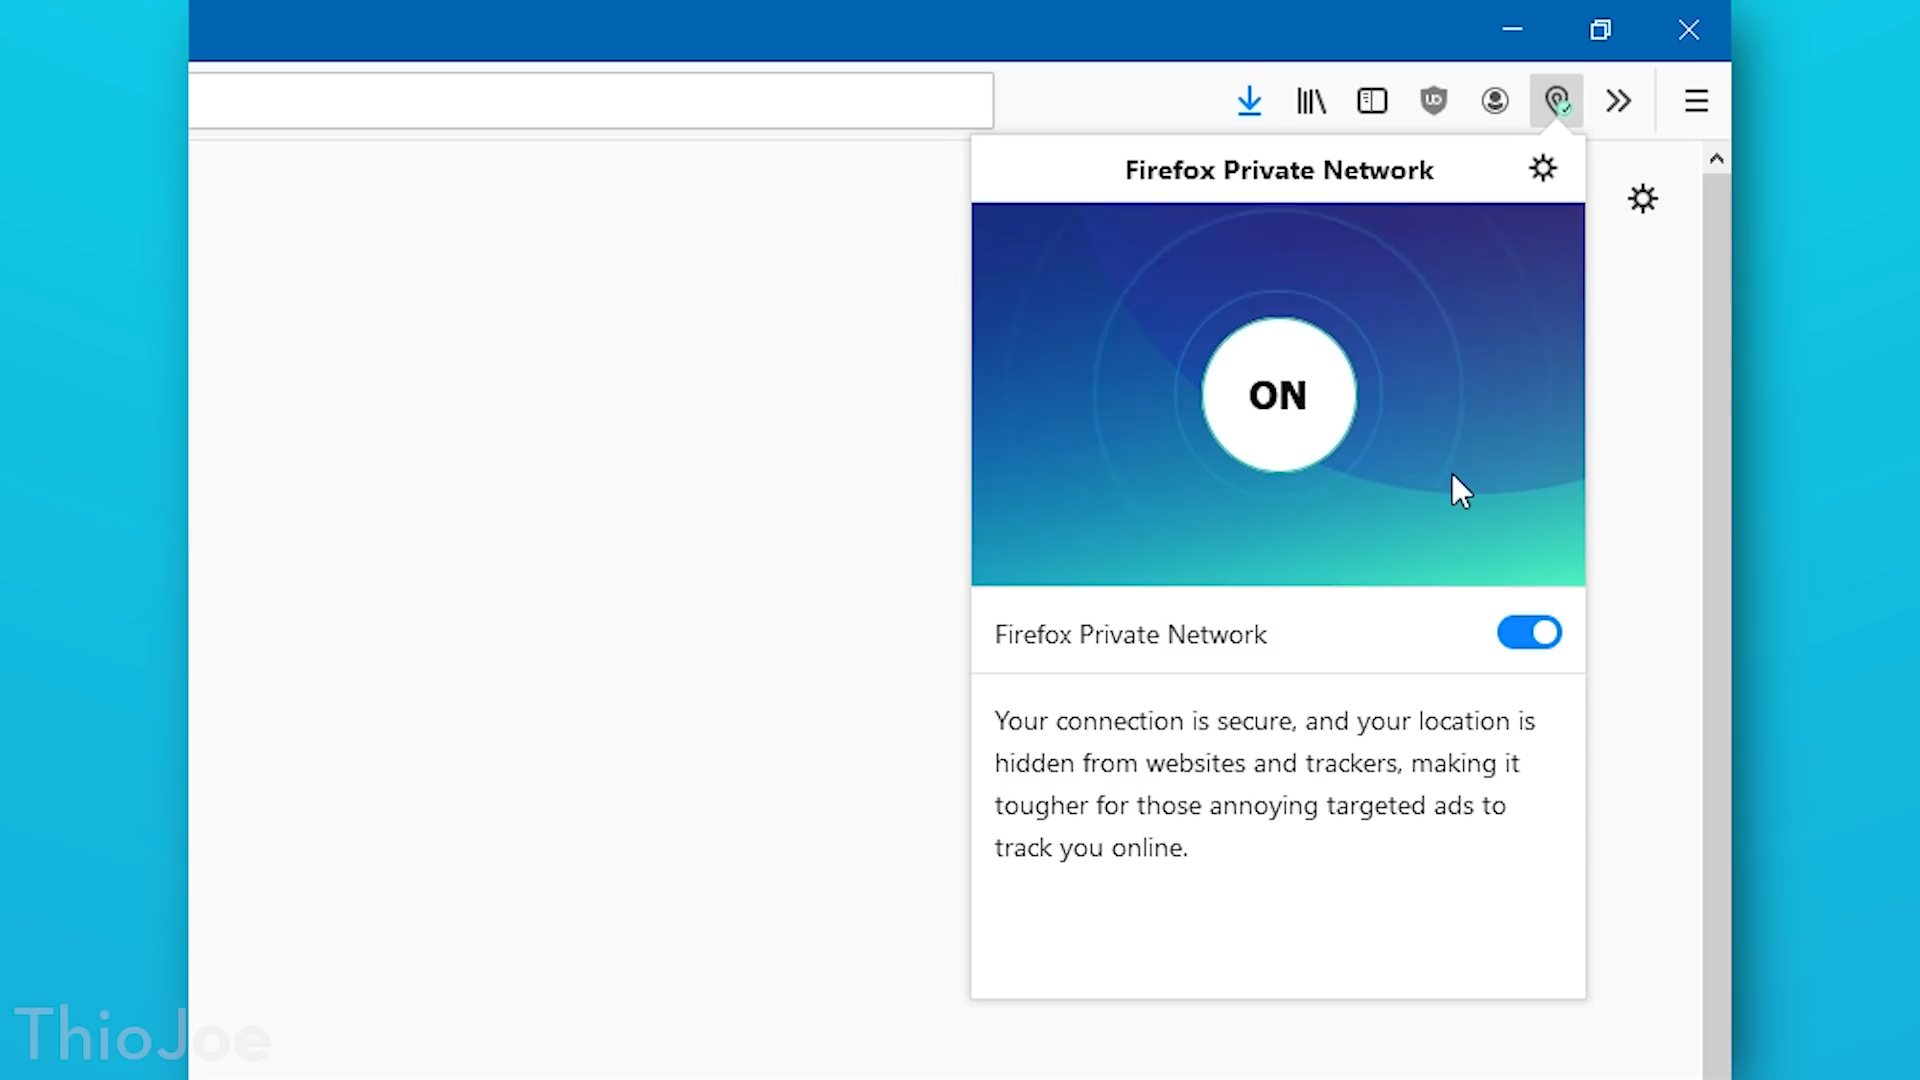 UD
Firefox Private Network
ON
Firefox Private Network
Your connection is secure, and your location is
hidden from websites and trackers, making it
tougher for those annoying targeted ads to
track you online.
ThioJoe